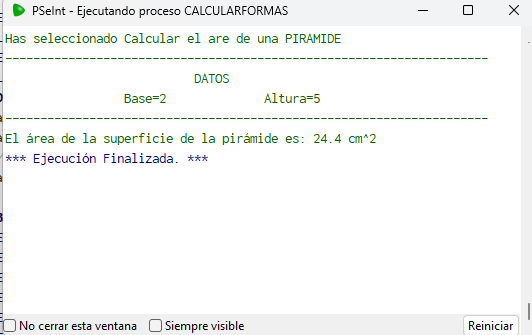 PSeInt - Ejecutando proceso CALCULARFORMAS
Has seleccionado Calcular el are de una PIRAMIDE
---------------------------------------------------------------------
DATOS
Base=2 Altura=5
---------------------------------------------------------------------
El área de la superficie de la pirámide es: 24.4 cm^2
*** Ejecución Finalizada. ***
No cerrar esta ventana Siempre visible Reiniciar